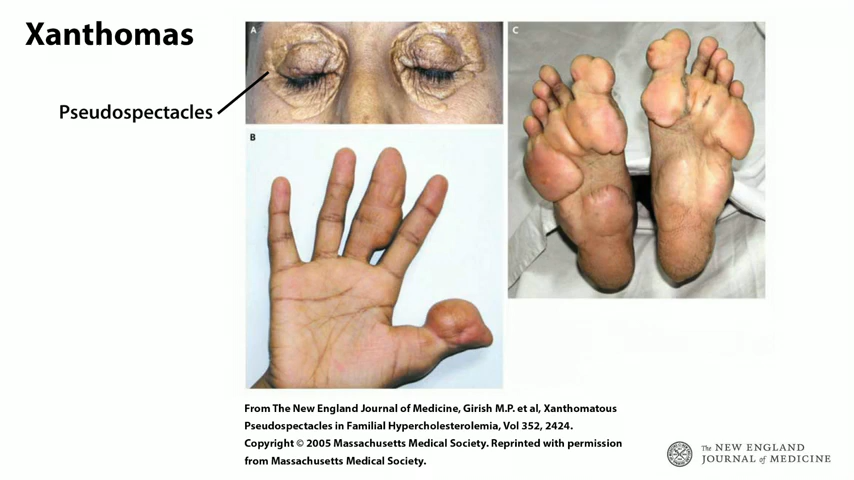 Xanthomas
A
C
Pseudospectacles
B
From The New England Journal of Medicine, Girish M.P. et al, Xanthomatous
Pseudospectacles in Familial Hypercholesterolemia, Vol 352, 2424.
Copyright © 2005 Massachusetts Medical Society. Reprinted with permission
from Massachusetts Medical Society.
The NEW ENGLAND
JOURNAL of MEDICINE